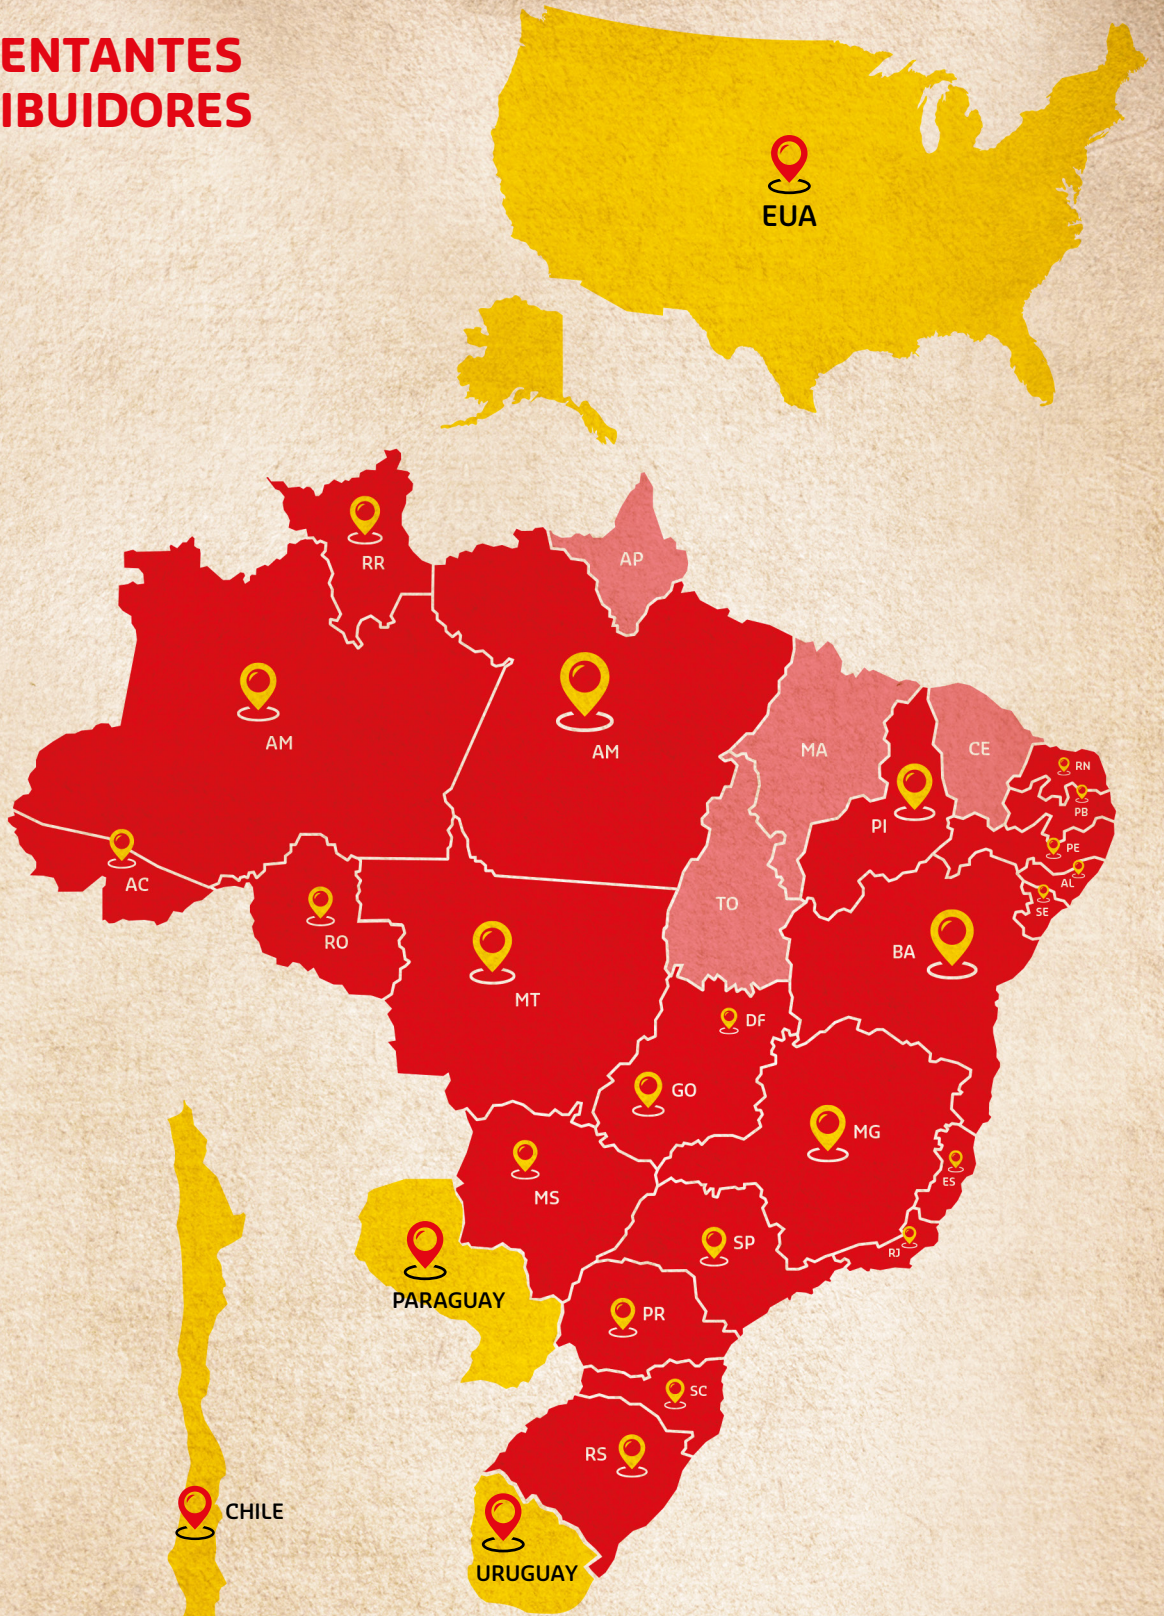 ENTANTES
IBUIDORES
EUA
RR
AP
AM
AM
MA
CE
RN
PB
PI
PE
AC
AL
TO
SE
RO
BA
MT
DF
GO
MG
ES
MS
SP
RJ
PARAGUAY
PR
SC
RS
CHILE
URUGUAY